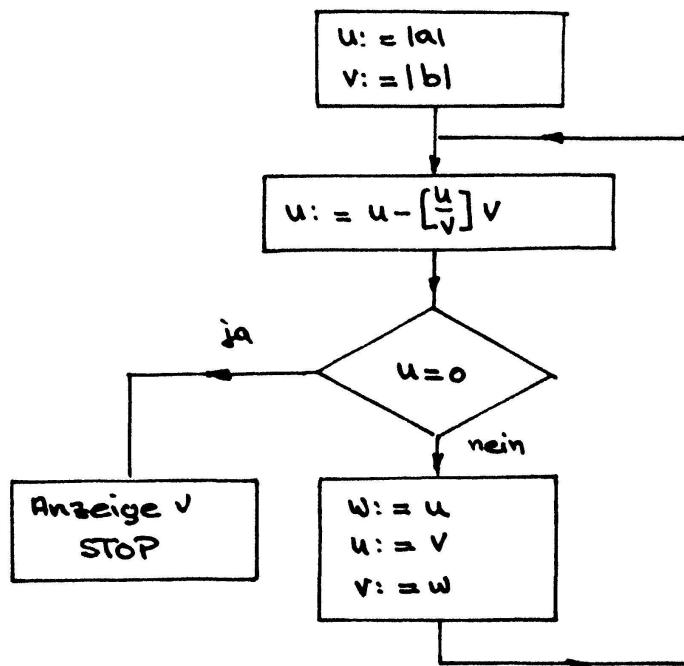 u: = |a|
v: = |b|
u: = u - [u/v] v
ja
u = 0
nein
Anzeige v
STOP
w: = u
u: = v
v: = w